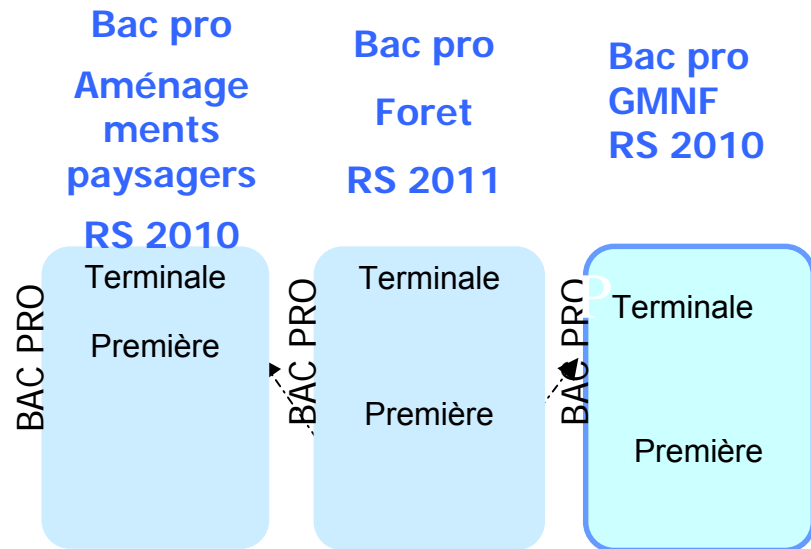 Bac pro
Aménage
ments
paysagers
RS 2010
Bac pro
Foret
RS 2011
Bac pro
GMNF
RS 2010
BAC PRO
Terminale
Première
BAC PRO
Terminale
Première
BAC PRO
P
Terminale
Première